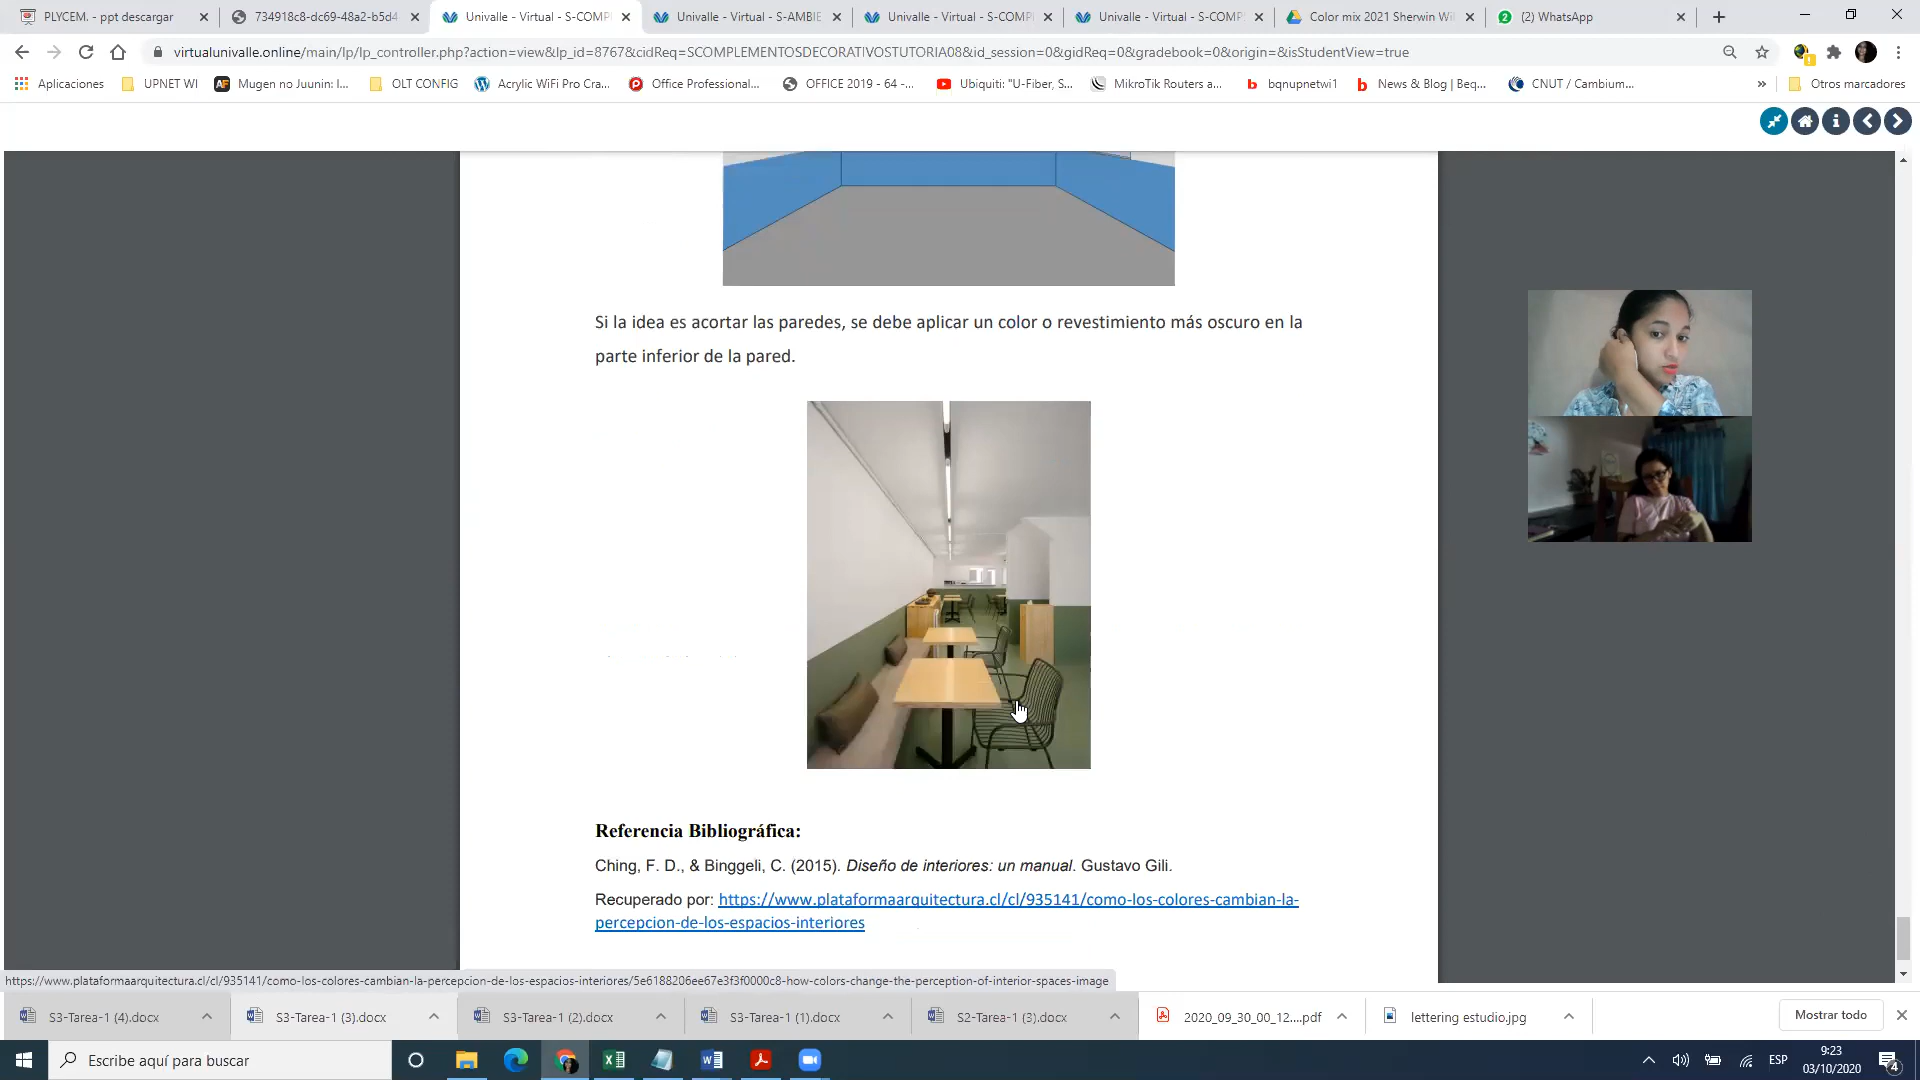 PLYCEM. - ppt descargar
734918c8-dc69-48a2-b5d4
Univalle - Virtual - S-COMPL
Univalle - Virtual - S-AMBIE
Univalle - Virtual - S-COMPL
Univalle - Virtual - S-COMP
Color mix 2021 Sherwin Wil
(2) WhatsApp
virtualunivalle.online/main/lp/lp_controller.php?action=view&lp_id=8767&cidReq=SCOMPLEMENTOSDECORATIVOSTUTORIA08&id_session=0&gidReq=0&gradebook=0&origin=&isStudentView=true
Aplicaciones
UPNET WI
Mugen no Juunin: I...
OLT CONFIG
Acrylic WiFi Pro Cra...
Office Professional...
OFFICE 2019 - 64 -...
Ubiquiti: "U-Fiber, S...
MikroTik Routers a...
bqnupnetwi1
News & Blog | Beq...
CNUT / Cambium...
Otros marcadores
Si la idea es acortar las paredes, se debe aplicar un color o revestimiento más oscuro en la
parte inferior de la pared.
Referencia Bibliográfica:
Ching, F. D., & Binggeli, C. (2015). Diseño de interiores: un manual. Gustavo Gili.
Recuperado por: https://www.plataformaarquitectura.cl/cl/935141/como-los-colores-cambian-la-
percepcion-de-los-espacios-interiores
https://www.plataformaarquitectura.cl/cl/935141/como-los-colores-cambian-la-percepcion-de-los-espacios-interiores/5e6188206ee67e3f3f0000c8-how-colors-change-the-perception-of-interior-spaces-image
S3-Tarea-1 (4).docx
S3-Tarea-1 (3).docx
S3-Tarea-1 (2).docx
S3-Tarea-1 (1).docx
S2-Tarea-1 (3).docx
2020_09_30_00_12....pdf
lettering estudio.jpg
Mostrar todo
Escribe aquí para buscar
ESP
9:23
03/10/2020
4